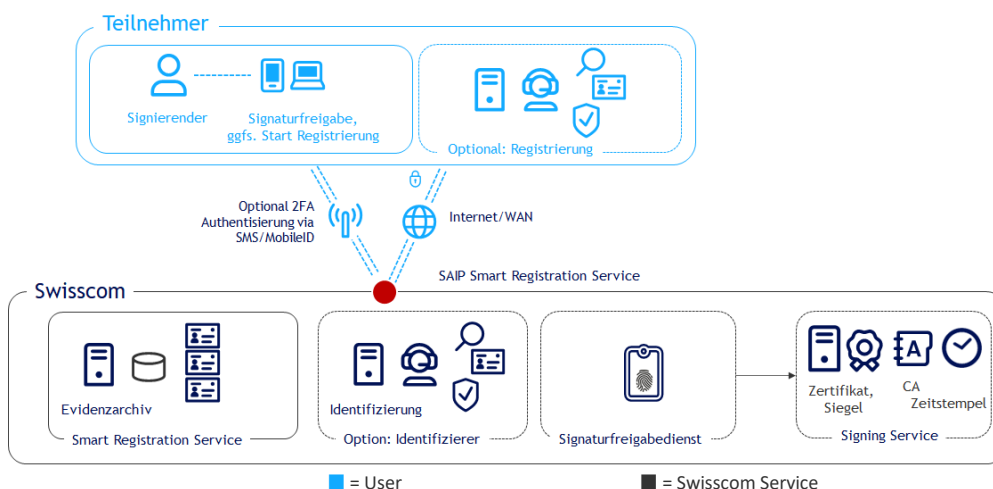 Teilnehmer
Signierender
Signaturfreigabe,
ggfs. Start Registrierung
Optional: Registrierung
Optional 2FA
Authentisierung via
SMS/MobileID
Internet/WAN
SAIP Smart Registration Service
Swisscom
Evidenzarchiv
Smart Registration Service
Identifizierung
Option: Identifizierer
Signaturfreigabedienst
A
Zertifikat,
Siegel
CA
Zeitstempel
Signing Service
= User
= Swisscom Service